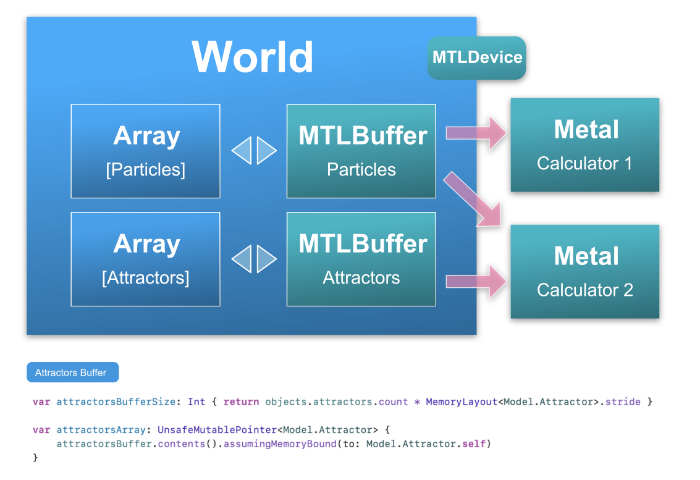 World
MTLDevice
Array
[Particles]
MTLBuffer
Particles
Metal
Calculator 1
Array
[Attractors]
MTLBuffer
Attractors
Metal
Calculator 2
Attractors Buffer
var attractorsBufferSize: Int { return objects.attractors.count * MemoryLayout<Model.Attractor>.stride }
var attractorsArray: UnsafeMutablePointer<Model.Attractor> {
attractorsBuffer.contents().assumingMemoryBound(to: Model.Attractor.self)
}